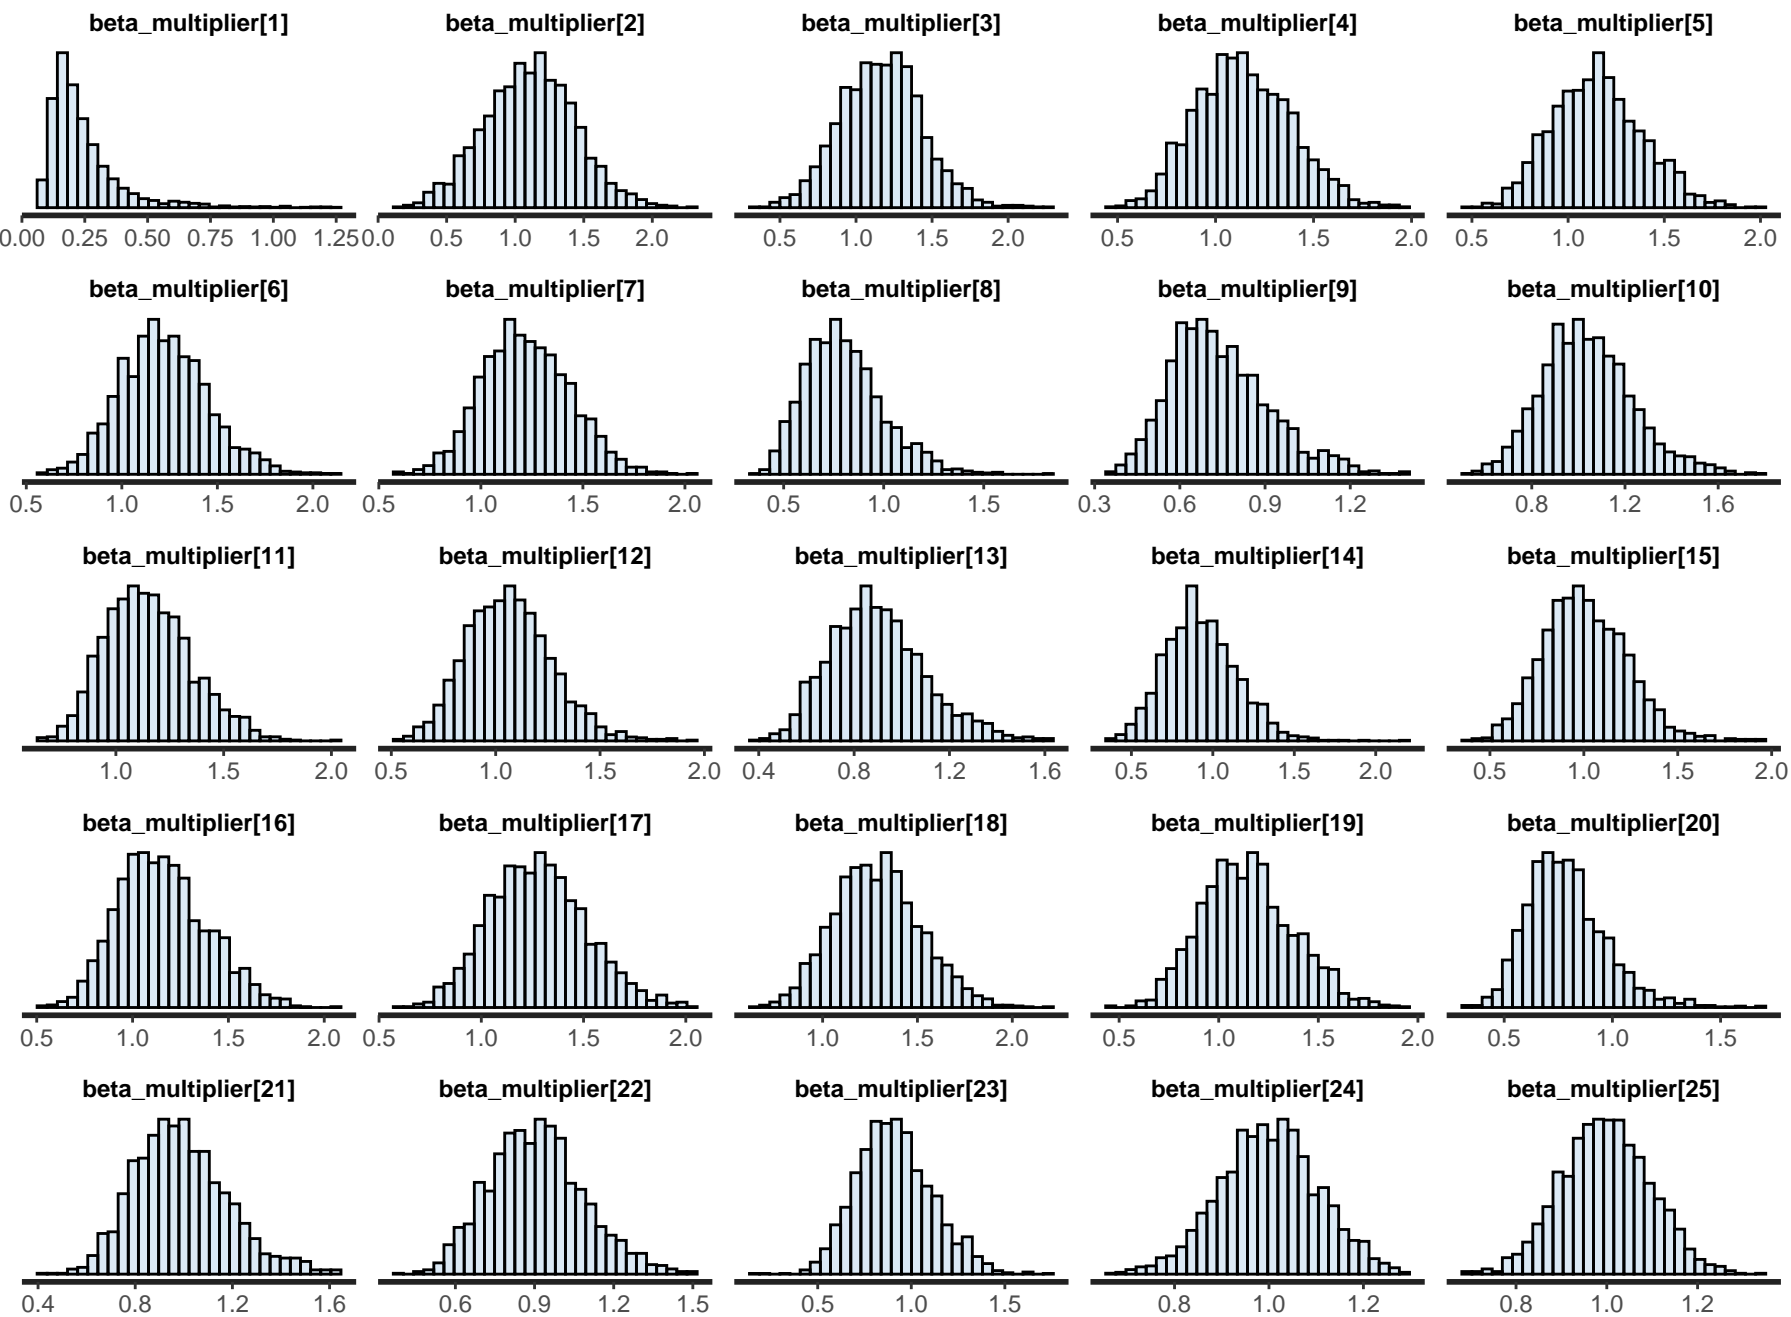 beta_multiplier[1] beta_multiplier[2] beta_multiplier[3] beta_multiplier[4] beta_multiplier[5]
0.00 0.25 0.50 0.75 1.00 1.25 0.0 0.5 1.0 1.5 2.0 0.5 1.0 1.5 2.0 0.5 1.0 1.5 2.0 0.5 1.0 1.5 2.0
beta_multiplier[6] beta_multiplier[7] beta_multiplier[8] beta_multiplier[9] beta_multiplier[10]
0.5 1.0 1.5 2.0 0.5 1.0 1.5 2.0 0.5 1.0 1.5 0.3 0.6 0.9 1.2 0.8 1.2 1.6
beta_multiplier[11] beta_multiplier[12] beta_multiplier[13] beta_multiplier[14] beta_multiplier[15]
1.0 1.5 2.0 0.5 1.0 1.5 2.0 0.4 0.8 1.2 1.6 0.5 1.0 1.5 2.0 0.5 1.0 1.5 2.0
beta_multiplier[16] beta_multiplier[17] beta_multiplier[18] beta_multiplier[19] beta_multiplier[20]
0.5 1.0 1.5 2.0 0.5 1.0 1.5 2.0 1.0 1.5 2.0 0.5 1.0 1.5 2.0 0.5 1.0 1.5
beta_multiplier[21] beta_multiplier[22] beta_multiplier[23] beta_multiplier[24] beta_multiplier[25]
0.4 0.8 1.2 1.6 0.6 0.9 1.2 1.5 0.5 1.0 1.5 0.8 1.0 1.2 0.8 1.0 1.2